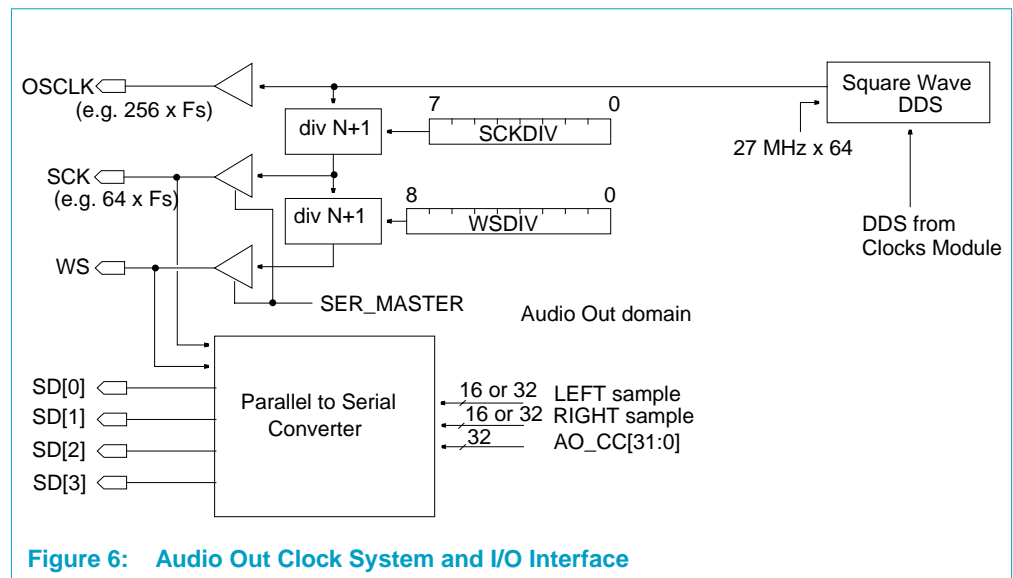 OSCLK
(e.g. 256 x Fs)
Square Wave
DDS
div N+1
7 0
SCKDIV
27 MHz x 64
SCK
(e.g. 64 x Fs)
div N+1
8 0
WSDIV
DDS from
Clocks Module
WS
SER_MASTER
Audio Out domain
Parallel to Serial
Converter
SD[0]
SD[1]
SD[2]
SD[3]
16 or 32 LEFT sample
16 or 32 RIGHT sample
32 AO_CC[31:0]
Figure 6: Audio Out Clock System and I/O Interface